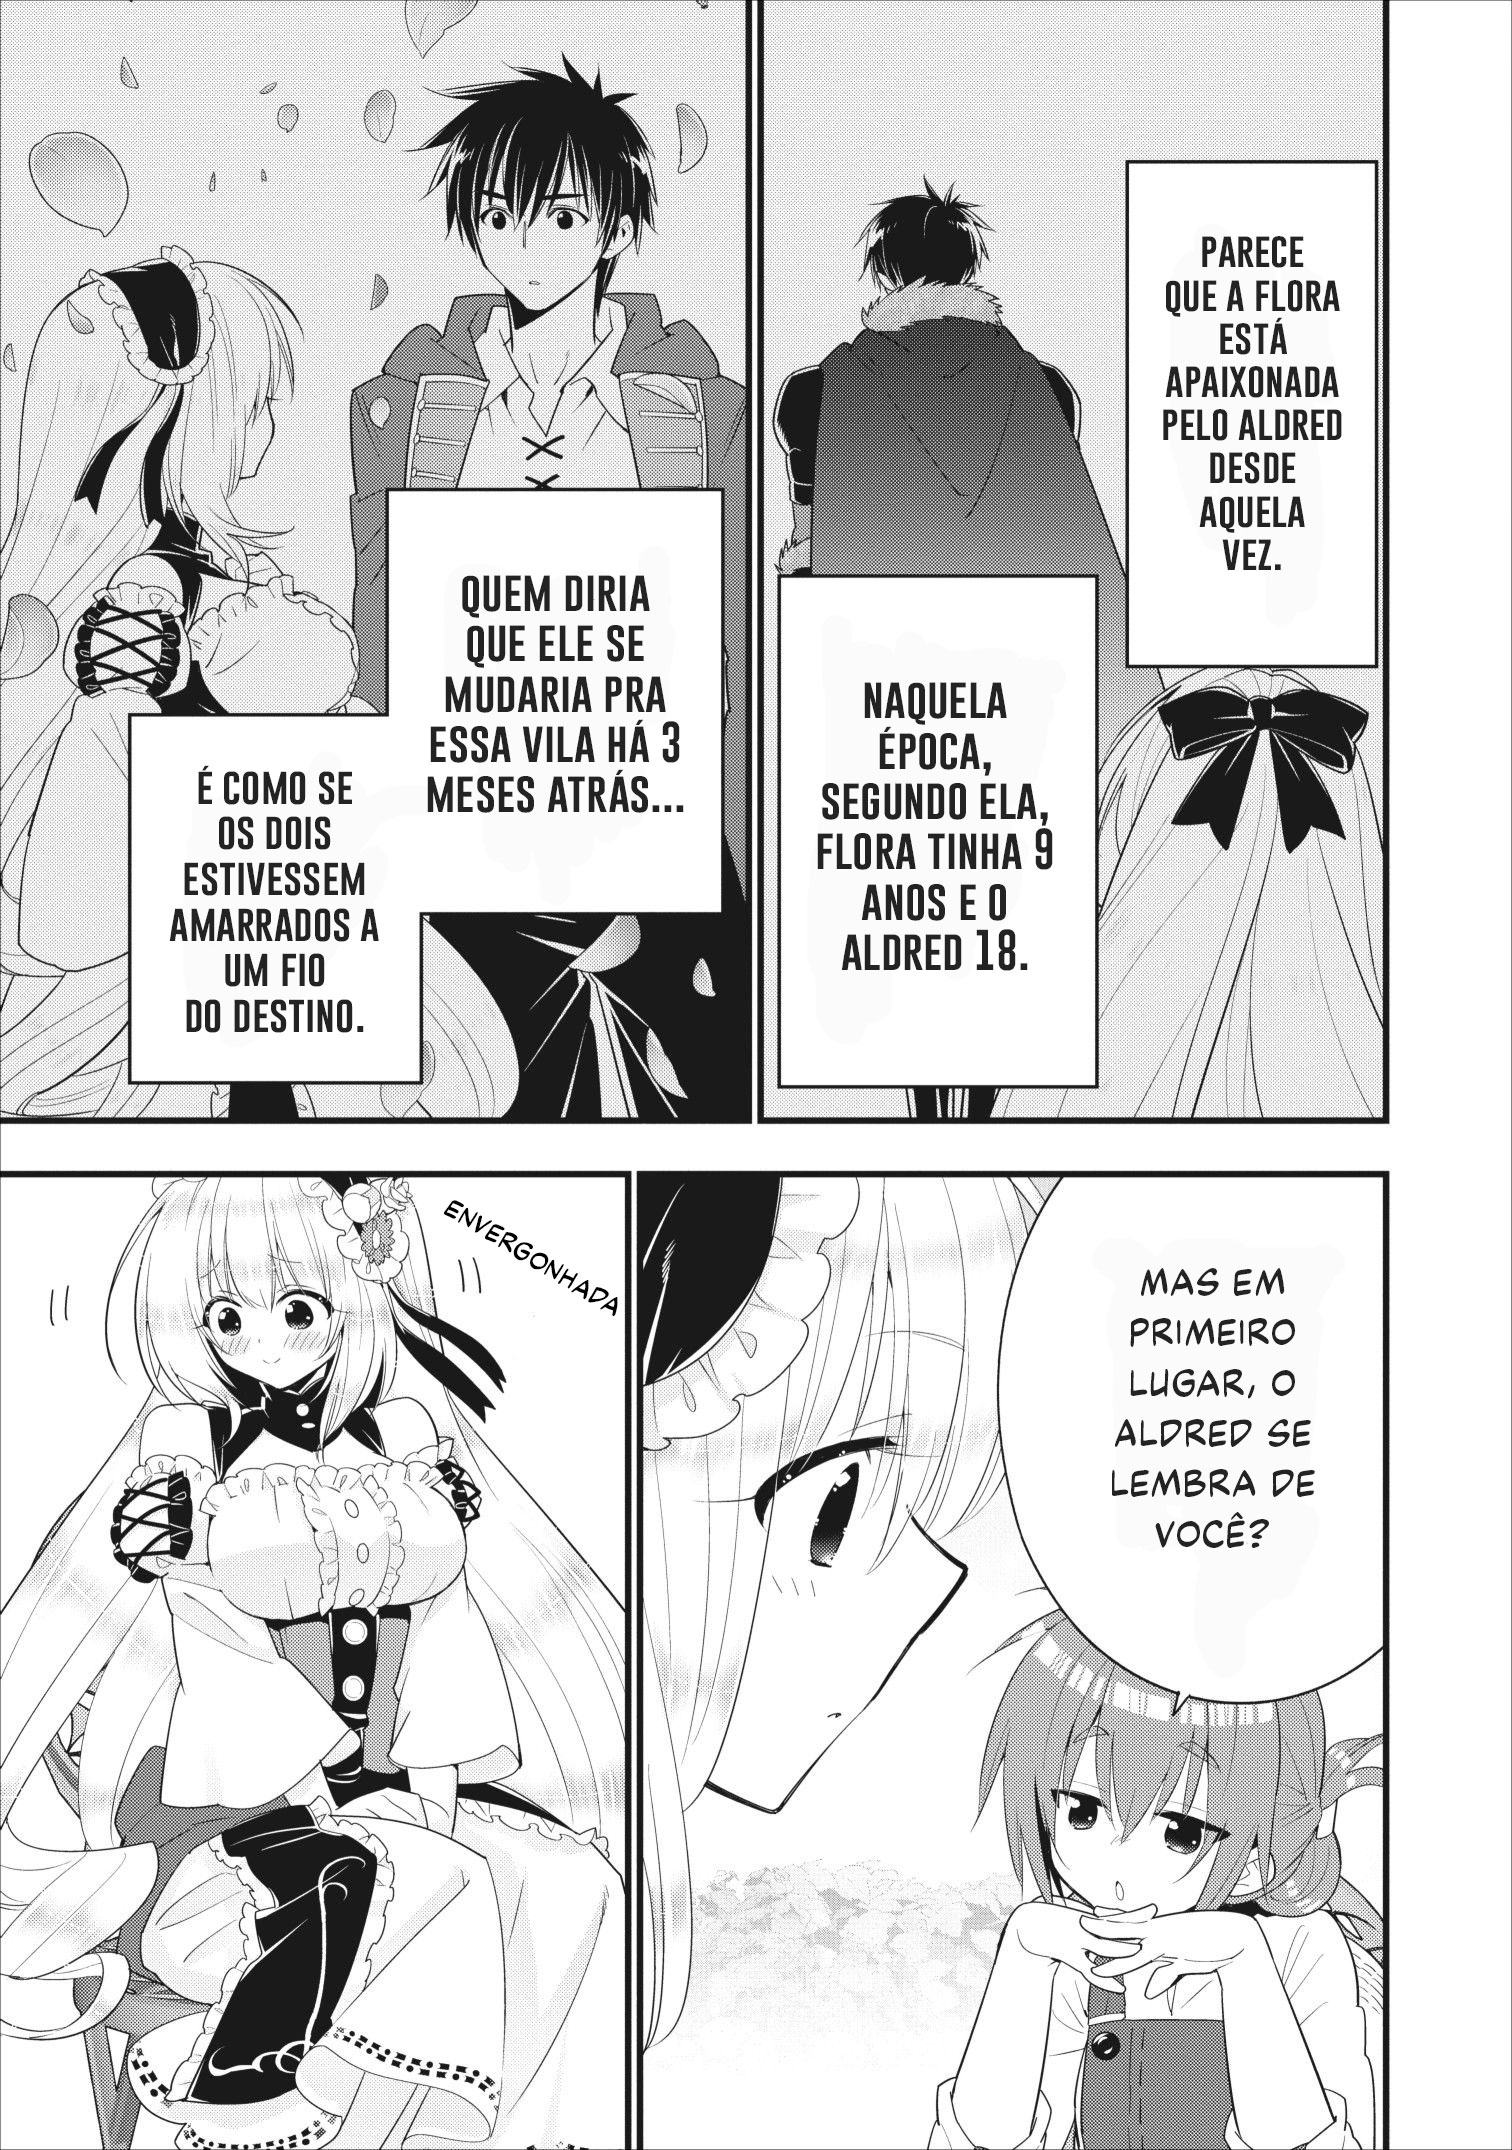 PARECE
QUE A FLORA
ESTÁ
APAIXONADA
PELO ALDRED
DESDE
AQUELA
VEZ.
NAQUELA
ÉPOCA,
SEGUNDO ELA,
FLORA TINHA 9
ANOS E O
ALDRED 18.
QUEM DIRIA
QUE ELE SE
MUDARIA PRA
ESSA VILA HÁ 3
MESES ATRÁS...
É COMO SE
OS DOIS
ESTIVESSEM
AMARRADOS A
UM FIO
DO DESTINO.
MAS EM
PRIMEIRO
LUGAR, O
ALDRED SE
LEMBRA DE
VOCÊ?
ENVERGONHADA